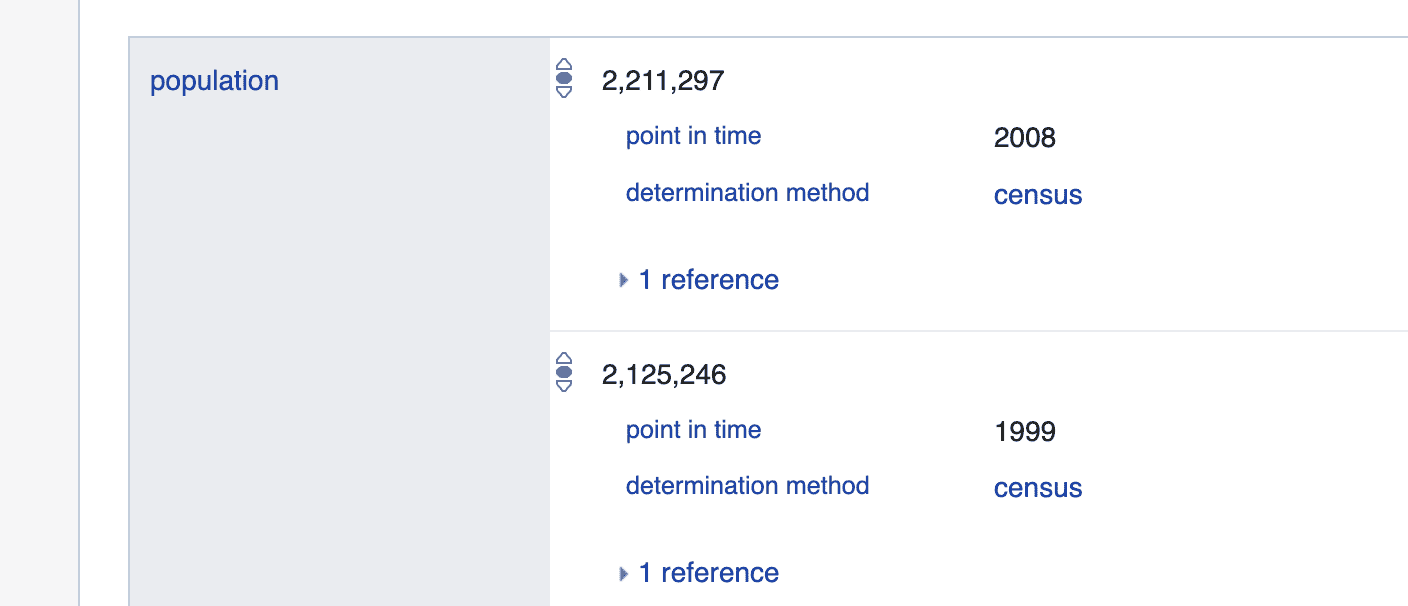 population
2,211,297
point in time 2008
determination method census
1 reference
2,125,246
point in time 1999
determination method census
1 reference